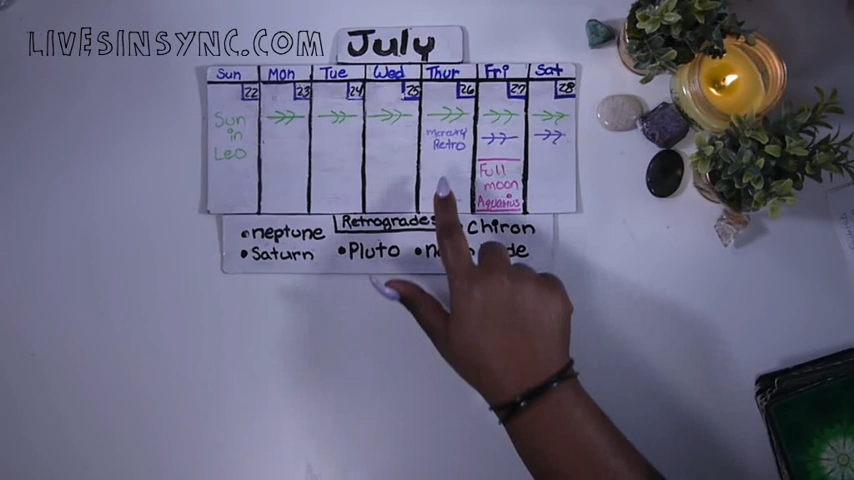 LIVESINSYNC.COM
July
Sun Mon Tue Wed Thur Fri Sat
22 23 24 25 26 27 28
Sun
in
Leo
mercury
Retro
Full
moon
Aquarius
Retrogrades
• neptune
• Saturn
• Pluto
Chiron